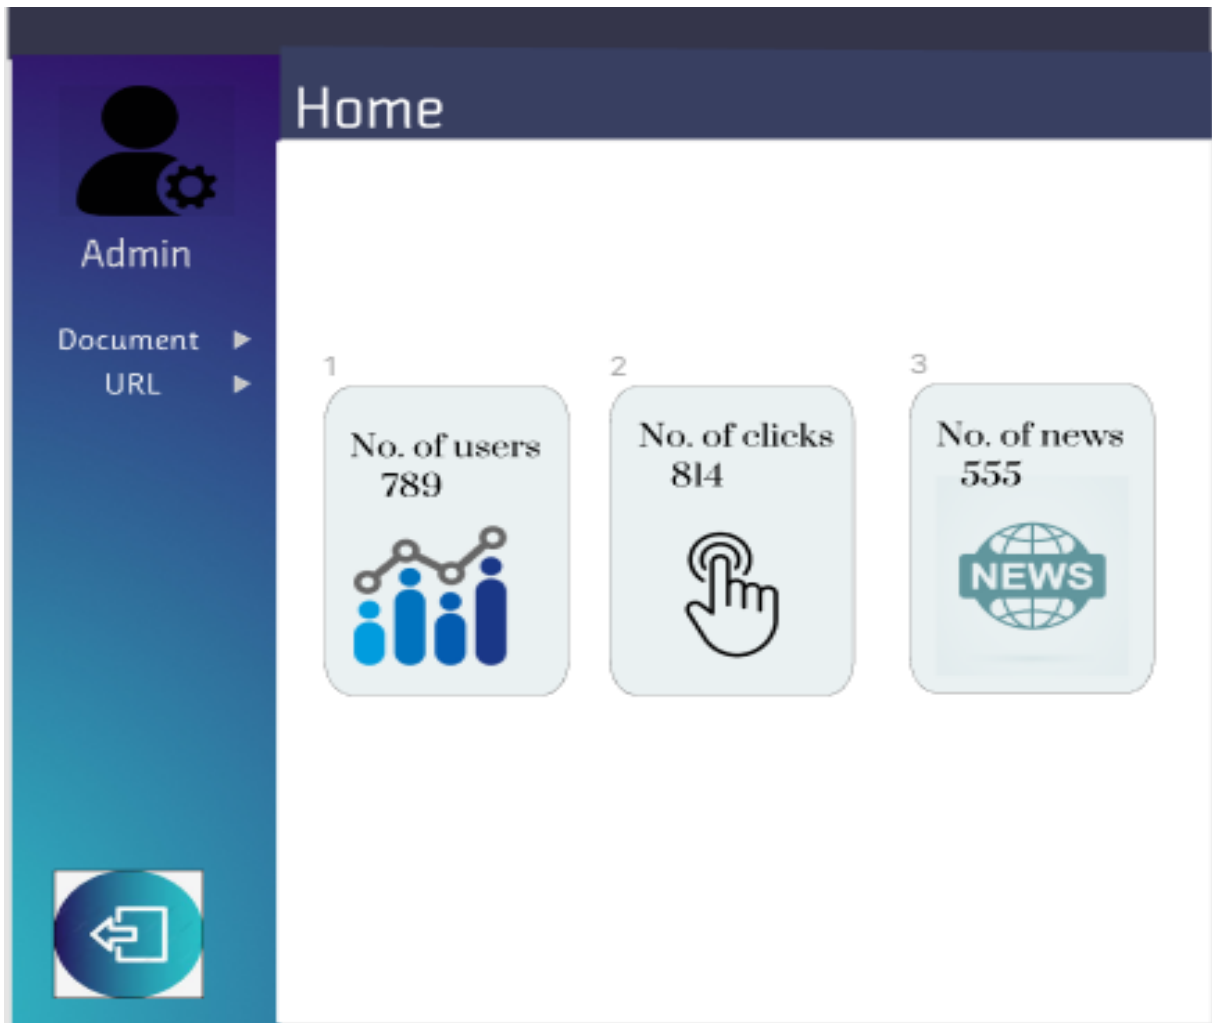 Home
Admin
Document
URL
1
No. of users
789
2
No. of clicks
814
3
No. of news
555
NEWS